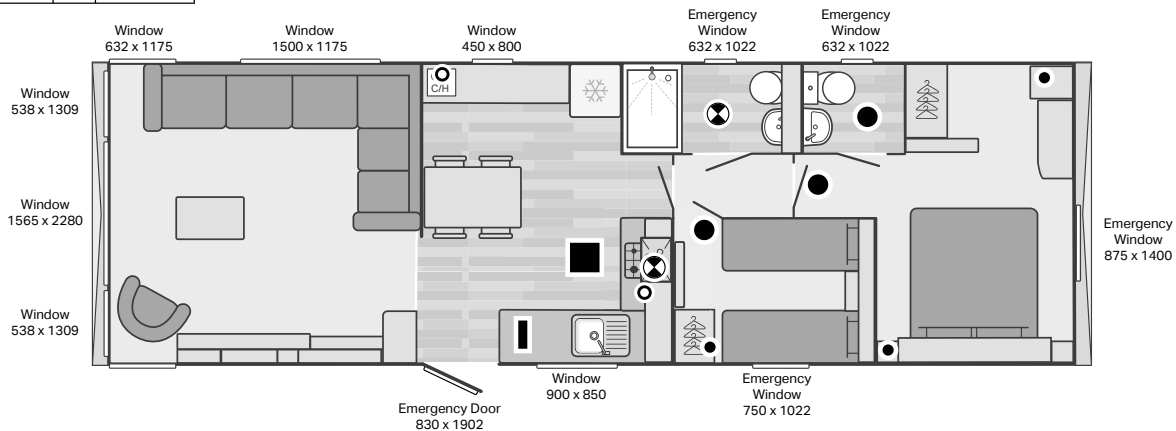 Window
632 x 1175
Window
1500 x 1175
Window
450 x 800
Emergency
Window
632 x 1022
Emergency
Window
632 x 1022
Window
538 x 1309
C/H
Window
1565 x 2280
Emergency
Window
875 x 1400
Window
538 x 1309
Emergency Door
830 x 1902
Window
900 x 850
Emergency
Window
750 x 1022